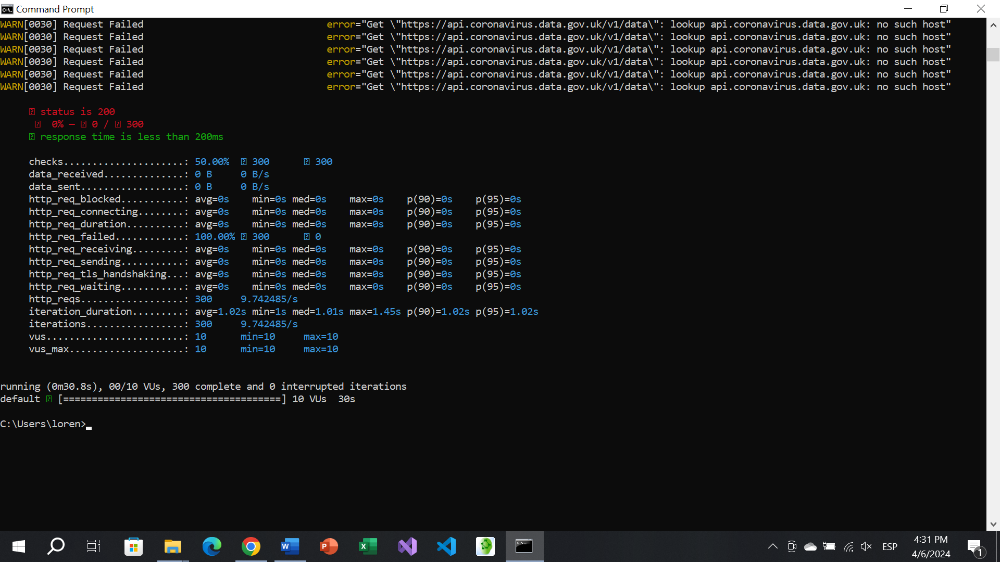 Command Prompt
WARN[0030] Request Failed error="Get \"https://api.coronavirus.data.gov.uk/v1/data\": lookup api.coronavirus.data.gov.uk: no such host"
WARN[0030] Request Failed error="Get \"https://api.coronavirus.data.gov.uk/v1/data\": lookup api.coronavirus.data.gov.uk: no such host"
WARN[0030] Request Failed error="Get \"https://api.coronavirus.data.gov.uk/v1/data\": lookup api.coronavirus.data.gov.uk: no such host"
WARN[0030] Request Failed error="Get \"https://api.coronavirus.data.gov.uk/v1/data\": lookup api.coronavirus.data.gov.uk: no such host"
WARN[0030] Request Failed error="Get \"https://api.coronavirus.data.gov.uk/v1/data\": lookup api.coronavirus.data.gov.uk: no such host"
WARN[0030] Request Failed error="Get \"https://api.coronavirus.data.gov.uk/v1/data\": lookup api.coronavirus.data.gov.uk: no such host"
⍰ status is 200
⍰ 0% — ⍰ 0 / ⍰ 300
⍰ response time is less than 200ms
checks.....................: 50.00% ⍰ 300 ⍰ 300
data_received..............: 0 B 0 B/s
data_sent..................: 0 B 0 B/s
http_req_blocked...........: avg=0s min=0s med=0s max=0s p(90)=0s p(95)=0s
http_req_connecting........: avg=0s min=0s med=0s max=0s p(90)=0s p(95)=0s
http_req_duration..........: avg=0s min=0s med=0s max=0s p(90)=0s p(95)=0s
http_req_failed............: 100.00% ⍰ 300 ⍰ 0
http_req_receiving.........: avg=0s min=0s med=0s max=0s p(90)=0s p(95)=0s
http_req_sending...........: avg=0s min=0s med=0s max=0s p(90)=0s p(95)=0s
http_req_tls_handshaking...: avg=0s min=0s med=0s max=0s p(90)=0s p(95)=0s
http_req_waiting...........: avg=0s min=0s med=0s max=0s p(90)=0s p(95)=0s
http_reqs..................: 300 9.742485/s
iteration_duration.........: avg=1.02s min=1s med=1.01s max=1.45s p(90)=1.02s p(95)=1.02s
iterations.................: 300 9.742485/s
vus........................: 10 min=10 max=10
vus_max....................: 10 min=10 max=10
running (0m30.8s), 00/10 VUs, 300 complete and 0 interrupted iterations
default ⍰ [======================================] 10 VUs 30s
C:\Users\loren>
ESP
4:31 PM
4/6/2024
1